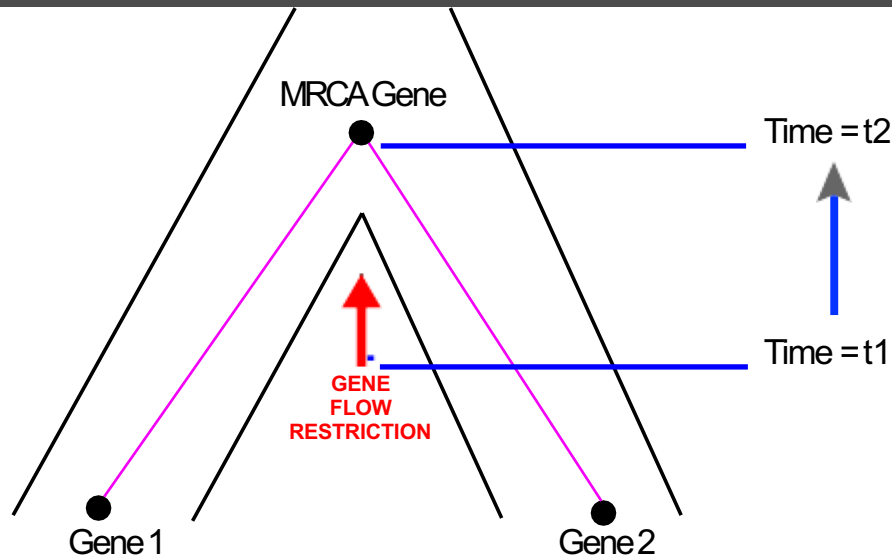 MRCA Gene
Time = t2
Time = t1
GENE
FLOW
RESTRICTION
Gene 1
Gene 2